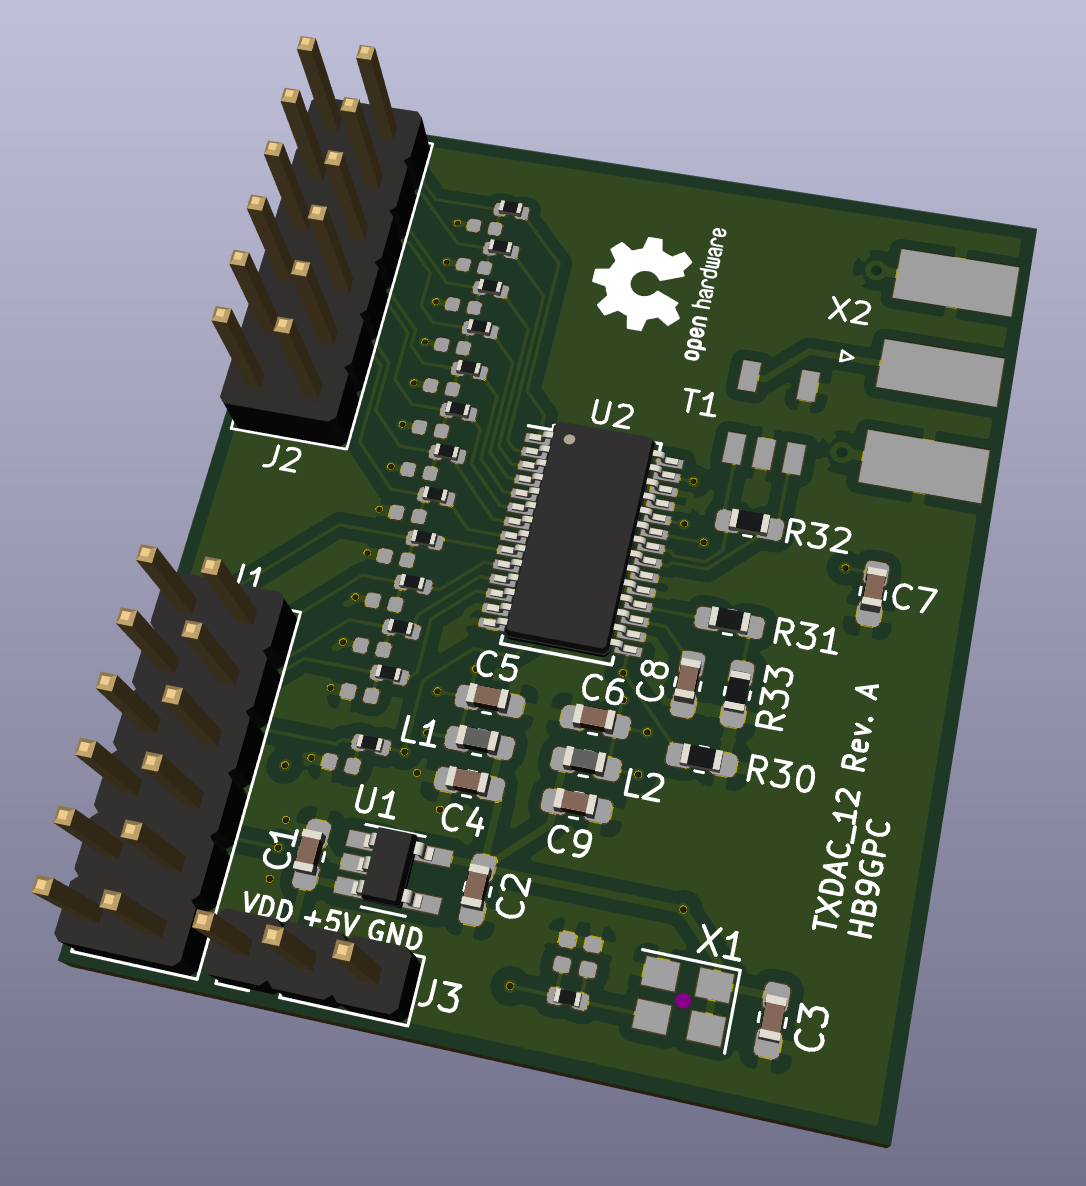 open hardware
X2
T1
U2
J2
R32
J1
C7
R31
C5
C6
C8
R33
L1
L2
R30
U1
C4
C9
C1
C2
VDD +5V GND
TXDAC_12 Rev. A
HB9GPC
X1
J3
C3